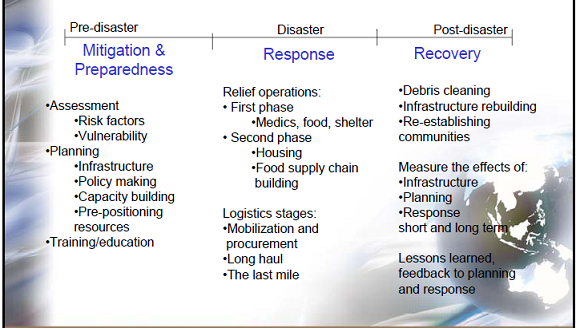 Pre-disaster
Disaster
Post-disaster
Mitigation &
Preparedness
Response
Recovery
•Assessment
•Risk factors
•Vulnerability
•Planning
•Infrastructure
•Policy making
•Capacity building
•Pre-positioning
resources
•Training/education
Relief operations:
• First phase
•Medics, food, shelter
• Second phase
•Housing
•Food supply chain
building
Logistics stages:
•Mobilization and
procurement
•Long haul
•The last mile
•Debris cleaning
•Infrastructure rebuilding
•Re-establishing
communities
Measure the effects of:
•Infrastructure
•Planning
•Response
short and long term
Lessons learned,
feedback to planning
and response